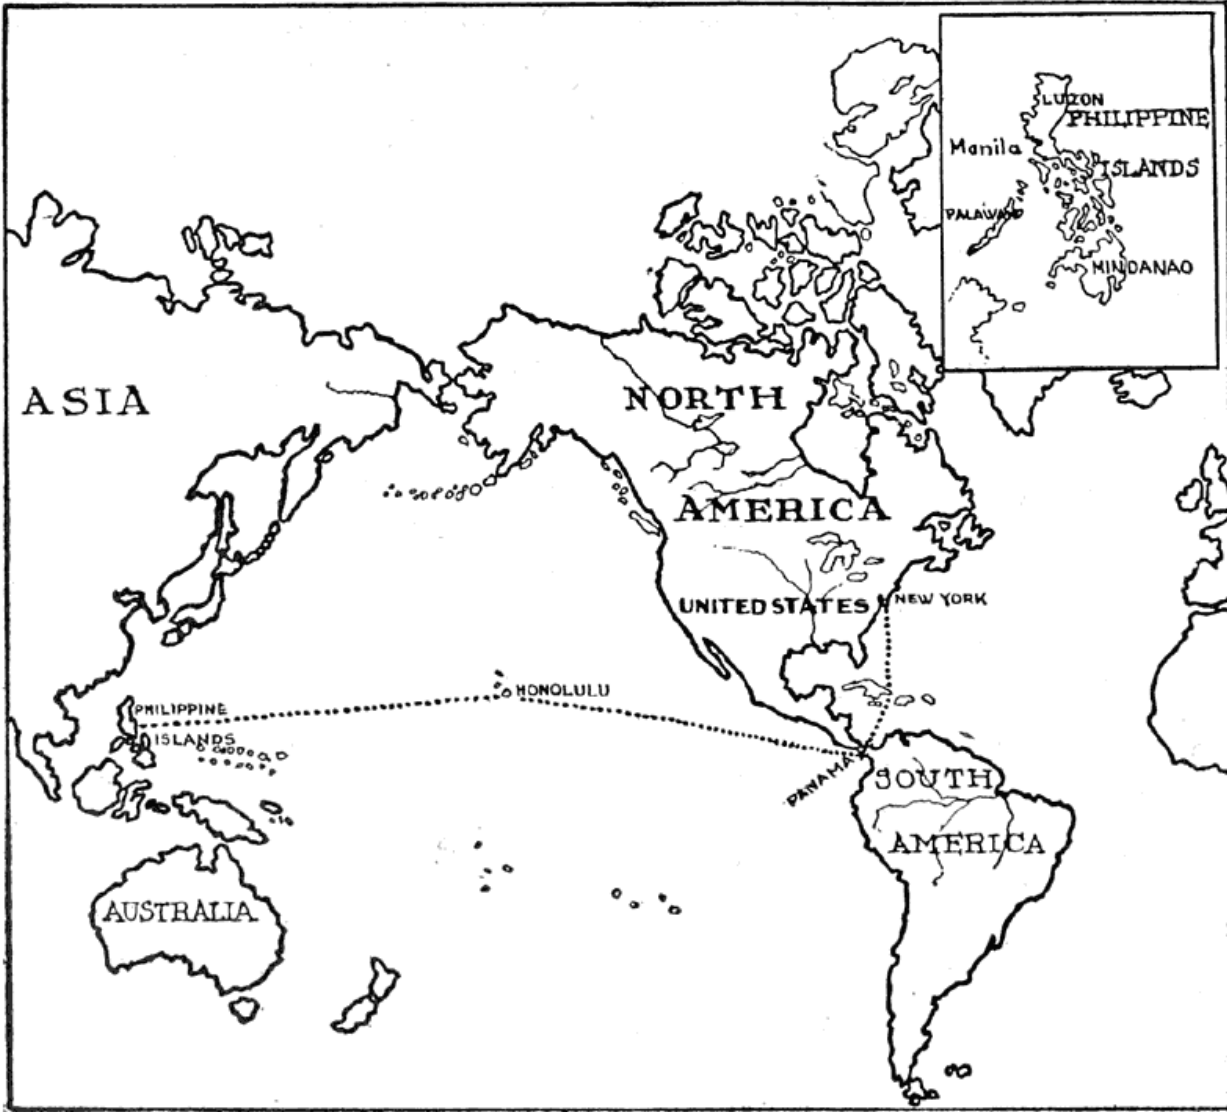 LUZON
PHILIPPINE
Manila
ISLANDS
PALAWAN
MINDANAO
ASIA
NORTH
AMERICA
UNITED STATES
NEW YORK
HONOLULU
PHILIPPINE
ISLANDS
PANAMA
SOUTH
AMERICA
AUSTRALIA